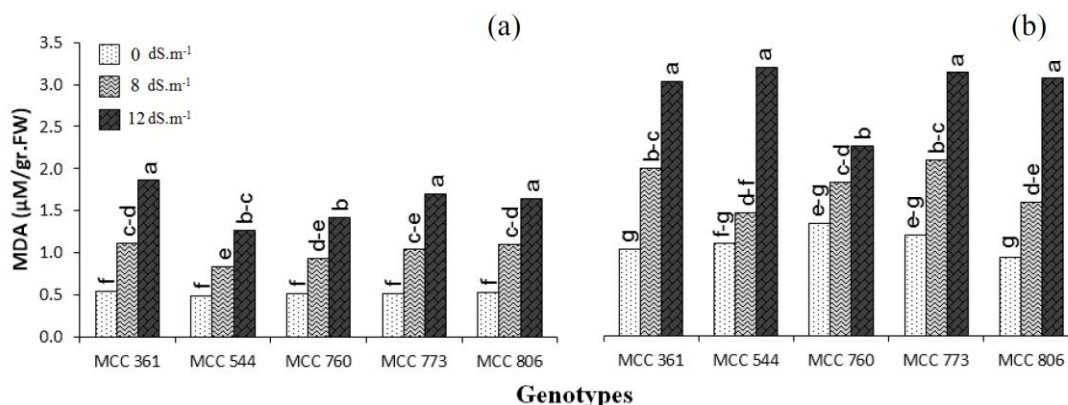 (a)
(b)
MDA (µM/gr.FW)
3.5
3.0
2.5
2.0
1.5
1.0
0.5
0.0
0 dS.m-1
8 dS.m-1
12 dS.m-1
f c-d a f e b-c f d-e b f c-e a f c-d a
g b-c a f-g d-f a e-g c-d b e-g b-c a g d-e a
MCC 361 MCC 544 MCC 760 MCC 773 MCC 806
MCC 361 MCC 544 MCC 760 MCC 773 MCC 806
Genotypes